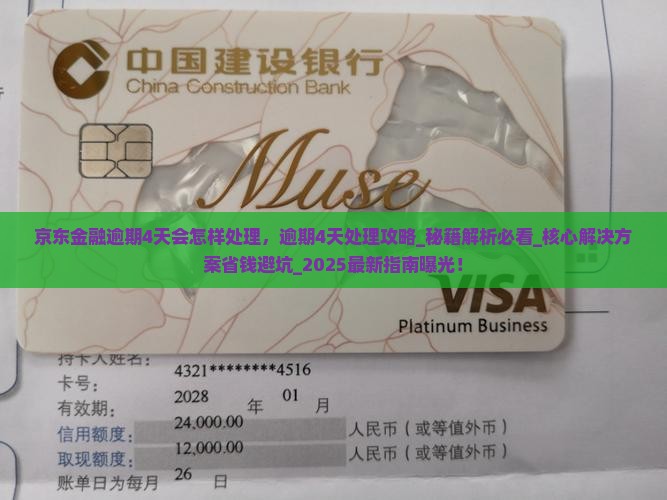 中国建设银行
China Construction Bank
Muse
京东金融逾期4天会怎样处理，逾期4天处理攻略_秘籍解析必看_核心解决方
案省钱避坑_2025最新指南曝光！
VISA
Platinum Business
持卡人姓名：
卡号： 4321********4516
有效期： 2028 年 01 月
信用额度： 24,000.00 人民币（或等值外币）
取现额度： 12,000.00 人民币（或等值外币）
账单日为每月 26 日